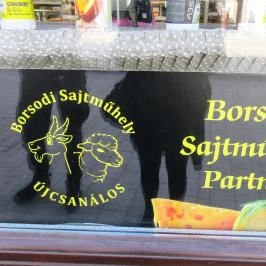 Borsodi Sajtműhely
ÚJCSANÁLOS
Bors
Sajtmű
Partn